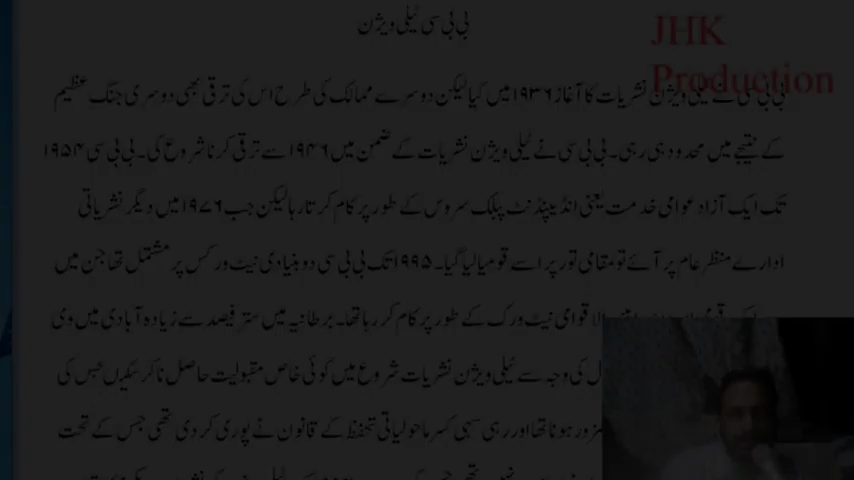 بی بی سی ٹیلی ویژن
JHK
Production
بی بی سی نے ٹیلی ویژن نشریات کا آغاز ۱۹۳۶ میں کیا لیکن دوسرے ممالک کی طرح اس کی ترقی بھی دوسری جنگ عظیم
کے نتیجے میں محدود ہی رہی۔ بی بی سی نے ٹیلی ویژن نشریات کے ضمن میں ۱۹۴۶ سے ترقی کرنا شروع کی۔ بی بی سی ۱۹۵۴
تک ایک آزاد عوامی خدمت یعنی انڈیپنڈنٹ پبلک سروس کے طور پر کام کرتا رہا لیکن جب ۱۹۷۶ میں دیگر نشریاتی
ادارے منظر عام پر آئے تو مقامی تور پر اسے قومیا لیا گیا۔ ۱۹۹۵ تک بی بی سی دو بنیادی نیٹ ورکس پر مشتمل تھا جن میں
قوامی نیٹ ورک کے طور پر کام کر رہا تھا۔ برطانیہ میں ستر فیصد سے زیادہ آبادی میں وی
کی وجہ سے ٹیلی ویژن نشریات شروع میں کوئی خاص مقبولیت حاصل نا کر سکیں جس کی
ہونا تھا اور رہی سہی کسر ماحولیاتی تحفظ کے قانون نے پوری کر دی تھی جس کے تحت